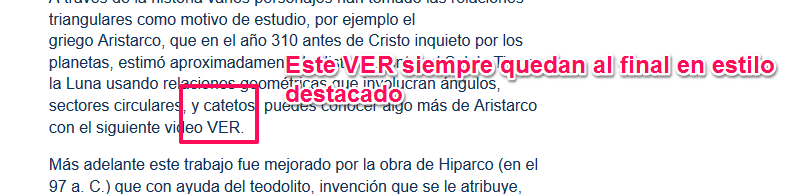 A través de la historia varios personajes han tomado las relaciones
triangulares como motivo de estudio, por ejemplo el
griego Aristarco, que en el año 310 antes de Cristo inquieto por los
planetas, estimó aproximadamente
la Luna usando relaciones geométricas que involucran ángulos,
sectores circulares, y catetos, puedes conocer algo más de Aristarco
con el siguiente video VER.
Este VER siempre quedan al final en estilo
destacado
Más adelante este trabajo fue mejorado por la obra de Hiparco (en el
97 a. C.) que con ayuda del teodolito, invención que se le atribuye,